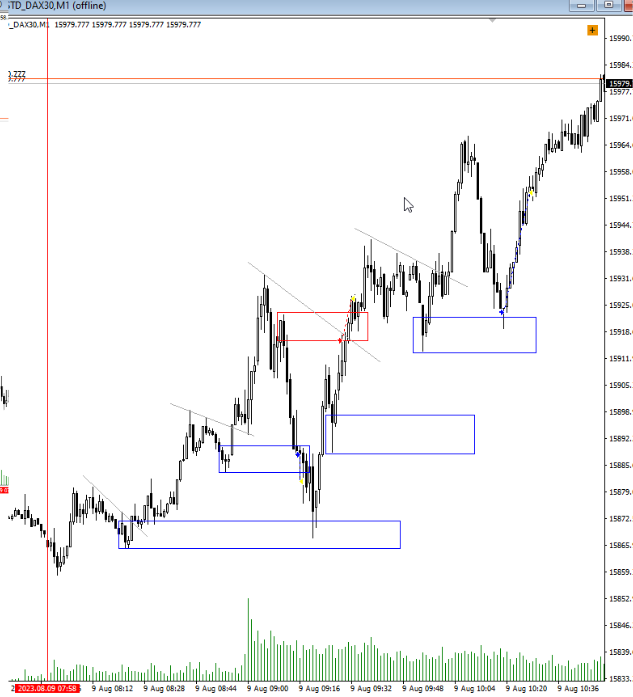 STD_DAX30,M1 (offline)
_DAX30,M1 15979.777 15979.777 15979.777 15979.777
15990.
15984.
15979.
15977.
15971.
15964.
15958.
15951.
15944.
15938.
15931.
15925.
15918.
15911.
15905.
15898.
15892.
15885.
15879.
15872.
15865.
15859.
15852.
15846.
15839.
15833.
2023.08.09 07:58
9 Aug 08:12
9 Aug 08:28
9 Aug 08:44
9 Aug 09:00
9 Aug 09:16
9 Aug 09:32
9 Aug 09:48
9 Aug 10:04
9 Aug 10:20
9 Aug 10:36